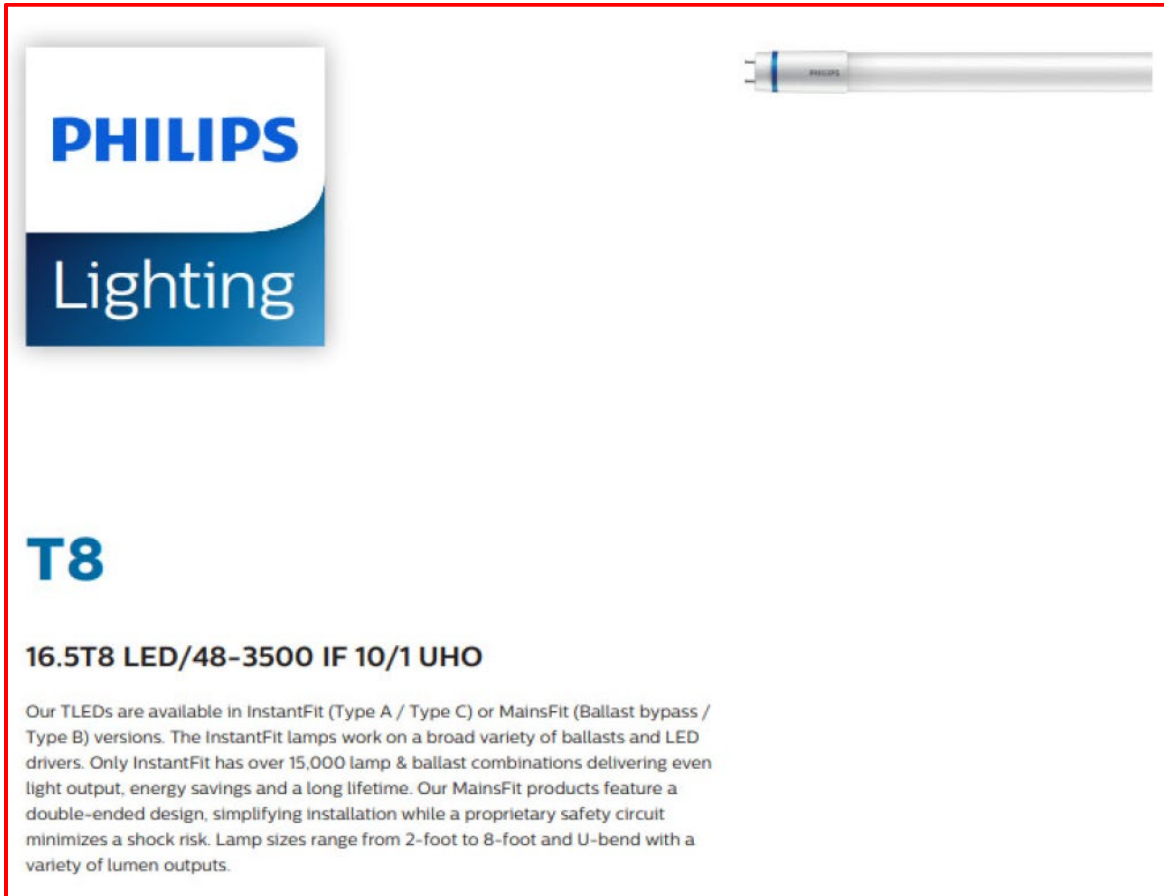 PHILIPS
PHILIPS
Lighting
T8
16.5T8 LED/48-3500 IF 10/1 UHO
Our TLEDs are available in InstantFit (Type A / Type C) or MainsFit (Ballast bypass /
Type B) versions. The InstantFit lamps work on a broad variety of ballasts and LED
drivers. Only InstantFit has over 15,000 lamp & ballast combinations delivering even
light output, energy savings and a long lifetime. Our MainsFit products feature a
double-ended design, simplifying installation while a proprietary safety circuit
minimizes a shock risk. Lamp sizes range from 2-foot to 8-foot and U-bend with a
variety of lumen outputs.